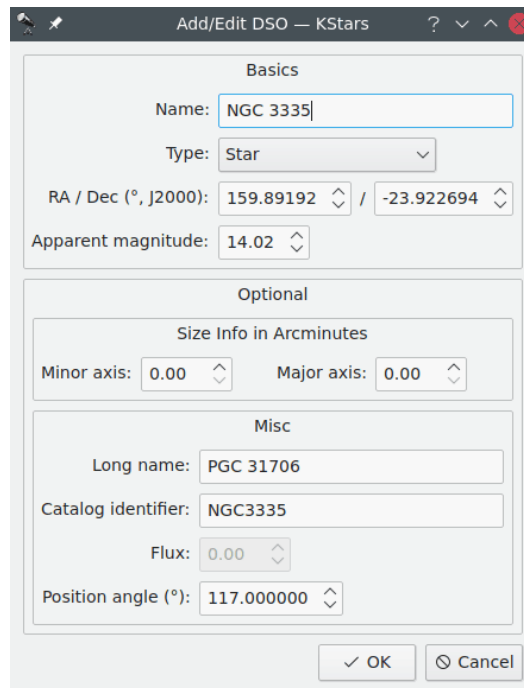 Add/Edit DSO — KStars
Basics
Name: NGC 3335
Type: Star
RA / Dec (°, J2000): 159.89192 / -23.922694
Apparent magnitude: 14.02
Optional
Size Info in Arcminutes
Minor axis: 0.00 Major axis: 0.00
Misc
Long name: PGC 31706
Catalog identifier: NGC3335
Flux: 0.00
Position angle (°): 117.000000
OK Cancel